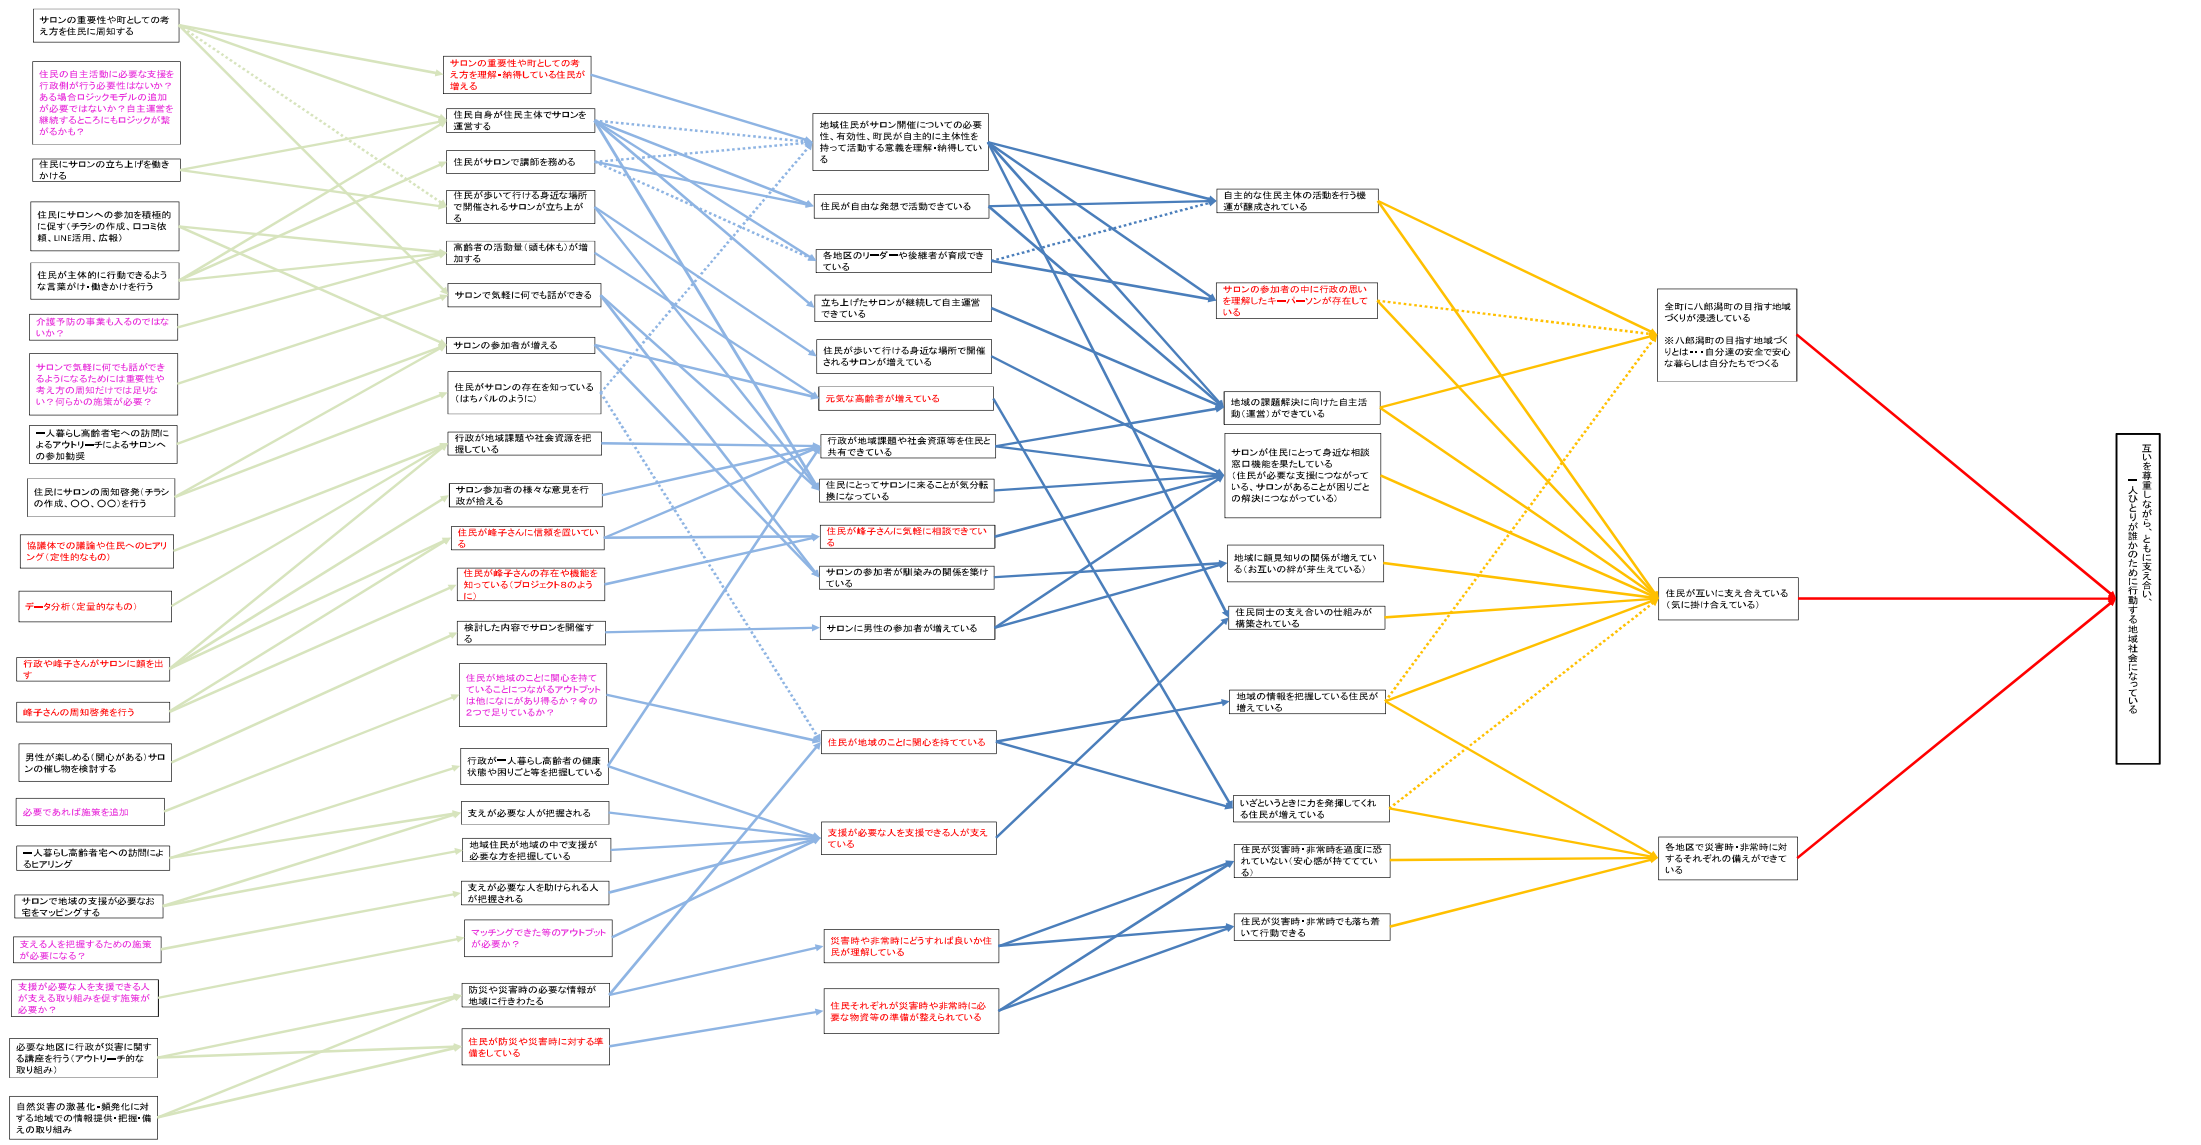 サロンの重要性や町としての考
え方を住民に周知する
住民の自主活動に必要な支援を
行政側が行う必要性はないか？
ある場合ロジックモデルの追加
が必要ではないか？自主運営を
継続するところにもロジックが繋
がるかも？
住民にサロンの立ち上げを働き
かける
住民にサロンへの参加を積極的
に促す（チラシの作成、口コミ依
頼、LINE活用、広報）
住民が主体的に行動できるよう
な言葉がけ・働きかけを行う
介護予防の事業も入るのではな
いか？
サロンで気軽に何でも話ができ
るようになるためには重要性や
考え方の周知だけでは足りな
い？何らかの施策が必要？
一人暮らし高齢者宅への訪問に
よるアウトリーチによるサロンへ
の参加勧奨
住民にサロンの周知啓発（チラシ
の作成、〇〇、〇〇）を行う
協議体での議論や住民へのヒアリ
ング（定性的なもの）
データ分析（定量的なもの）
行政や峰子さんがサロンに顔を出
す
峰子さんの周知啓発を行う
男性が楽しめる（関心がある）サロ
ンの催し物を検討する
必要であれば施策を追加
一人暮らし高齢者宅への訪問によ
るヒアリング
サロンで地域の支援が必要なお
宅をマッピングする
支える人を把握するための施策
が必要になる？
支援が必要な人を支援できる人
が支える取り組みを促す施策が
必要か？
必要な地区に行政が災害に関す
る講座を行う（アウトリーチ的な
取り組み）
自然災害の激甚化・頻発化に対
する地域での情報提供・把握・備
えの取り組み
サロンの重要性や町としての考
え方を理解・納得している住民が
増える
住民自身が住民主体でサロンを
運営する
住民がサロンで講師を務める
住民が歩いて行ける身近な場所
で開催されるサロンが立ち上が
る
高齢者の活動量（頭も体も）が増
加する
サロンで気軽に何でも話ができる
サロンの参加者が増える
住民がサロンの存在を知っている
（はちパルのように）
行政が地域課題や社会資源を把
握している
サロン参加者の様々な意見を行
政が拾える
住民が峰子さんに信頼を置いてい
る
住民が峰子さんの存在や機能を
知っている（プロジェクト８のよう
に）
検討した内容でサロンを開催す
る
住民が地域のことに関心を持て
ていることにつながるアウトプット
は他になにがあり得るか？今の
２つで足りているか？
行政が一人暮らし高齢者の健康
状態や困りごと等を把握している
支えが必要な人が把握される
地域住民が地域の中で支援が
必要な方を把握している
支えが必要な人を助けられる人
が把握される
マッチングできた等のアウトプット
が必要か？
防災や災害時の必要な情報が
地域に行きわたる
住民が防災や災害時に対する準
備をしている
地域住民がサロン開催についての必要
性、有効性、町民が自主的に主体性を
持って活動する意義を理解・納得してい
る
住民が自由な発想で活動できている
各地区のリーダーや後継者が育成でき
ている
立ち上げたサロンが継続して自主運営
できている
住民が歩いて行ける身近な場所で開催
されるサロンが増えている
元気な高齢者が増えている
行政が地域課題や社会資源等を住民と
共有できている
住民にとってサロンに来ることが気分転
換になっている
住民が峰子さんに気軽に相談できてい
る
サロンの参加者が馴染みの関係を築け
ている
サロンに男性の参加者が増えている
住民が地域のことに関心を持てている
支援が必要な人を支援できる人が支え
ている
災害時や非常時にどうすれば良いか住
民が理解している
住民それぞれが災害時や非常時に必
要な物資等の準備が整えられている
自主的な住民主体の活動を行う機
運が醸成されている
サロンの参加者の中に行政の思い
を理解したキーパーソンが存在して
いる
地域の課題解決に向けた自主活
動（運営）ができている
サロンが住民にとって身近な相談
窓口機能を果たしている
（住民が必要な支援につながって
いる、サロンがあることが困りごと
の解決につながっている）
地域に顔見知りの関係が増えてい
る（お互いの絆が芽生えている）
住民同士の支え合いの仕組みが
構築されている
地域の情報を把握している住民が
増えている
いざというときに力を発揮してくれ
る住民が増えている
住民が災害時・非常時を過度に恐
れていない（安心感が持ててい
る）
住民が災害時・非常時でも落ち着
いて行動できる
全町に八郎潟町の目指す地域
づくりが浸透している
※八郎潟町の目指す地域づく
りとは・・・自分達の安全で安心
な暮らしは自分たちでつくる
住民が互いに支え合えている
（気に掛け合えている）
各地区で災害時・非常時に対
するそれぞれの備えができて
いる
互いを尊重しながら、ともに支え合い、
一人ひとりが誰かのために行動する地域社会になっている